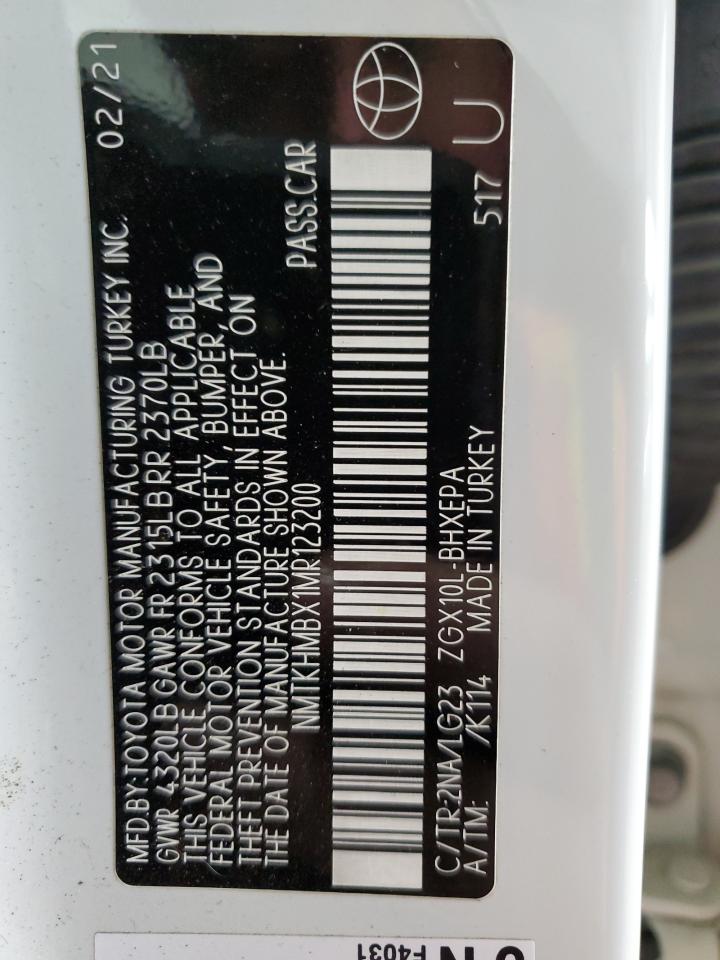 MFD.BY:TOYOTA MOTOR MANUFACTURING TURKEY INC. 02/21
GVWR 4320LB GAWR FR 2315LB RR 2370LB
THIS VEHICLE CONFORMS TO ALL APPLICABLE
FEDERAL MOTOR VEHICLE SAFETY, BUMPER, AND
THEFT PREVENTION STANDARDS IN EFFECT ON
THE DATE OF MANUFACTURE SHOWN ABOVE.
NMTKHMBX1MR123200 PASS.CAR
C/TR:2NA/LG23 ZGX10L-BHXEPA
A/TM: /K114 MADE IN TURKEY 517 U
F4031